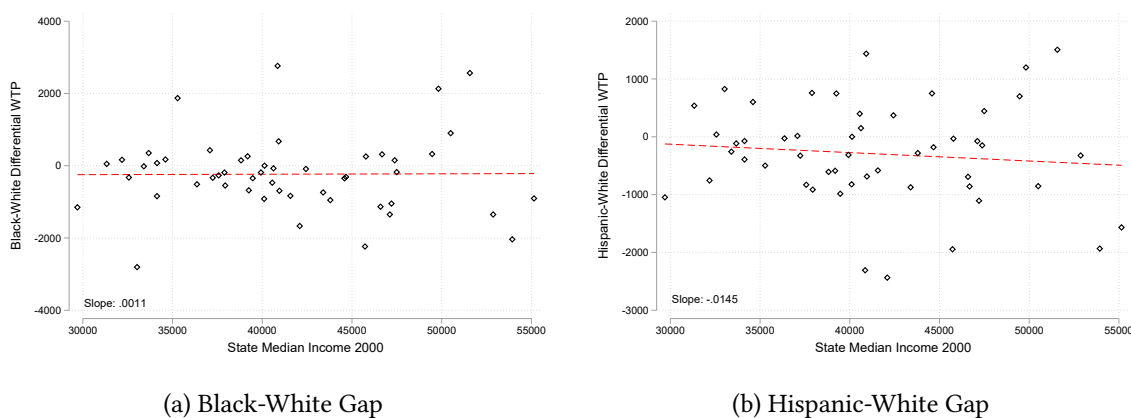 4000
2000
0
-2000
-4000
Black-White Differential WTP
Slope: .0011
30000 35000 40000 45000 50000 55000
State Median Income 2000
(a) Black-White Gap
2000
1000
0
-1000
-2000
-3000
Hispanic-White Differential WTP
Slope: -.0145
30000 35000 40000 45000 50000 55000
State Median Income 2000
(b) Hispanic-White Gap